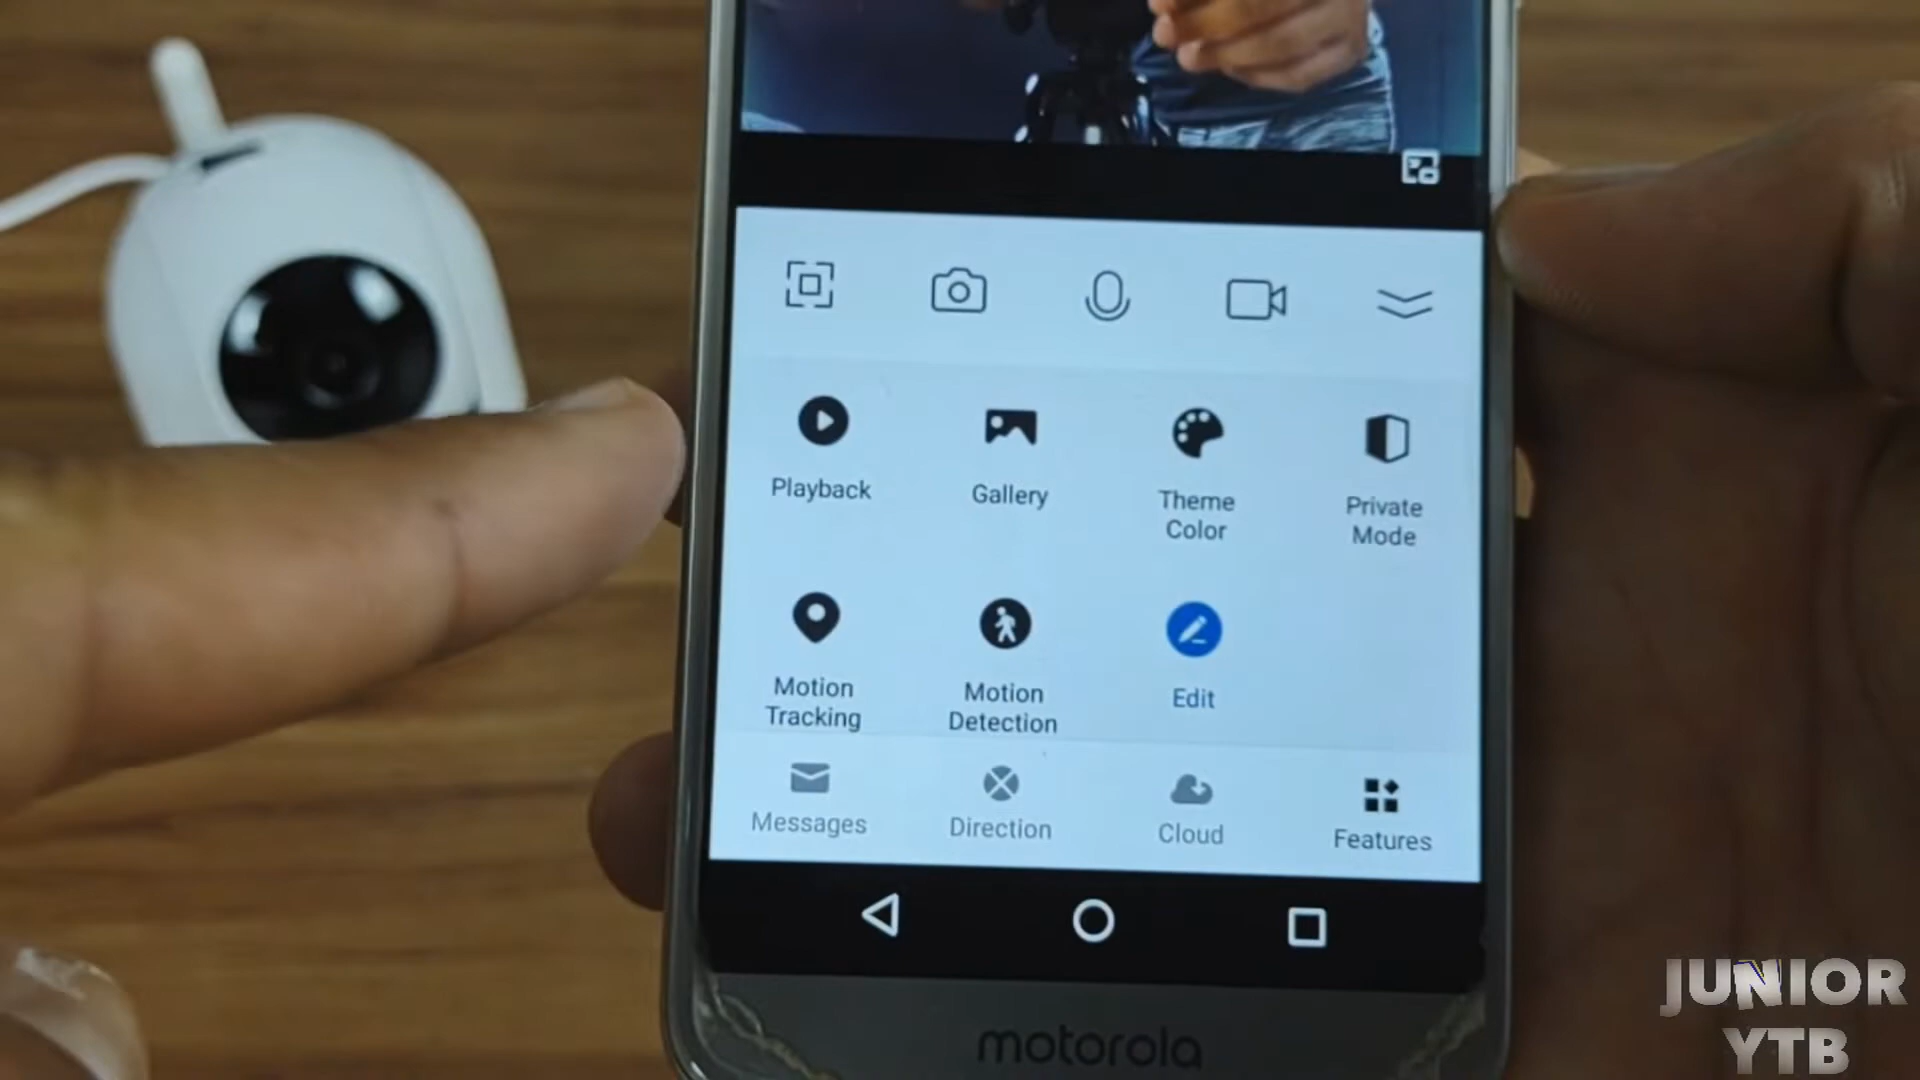 Playback
Gallery
Theme
Color
Private
Mode
Motion
Tracking
Motion
Detection
Edit
Messages
Direction
Cloud
Features
motorola
JUNIOR
YTB